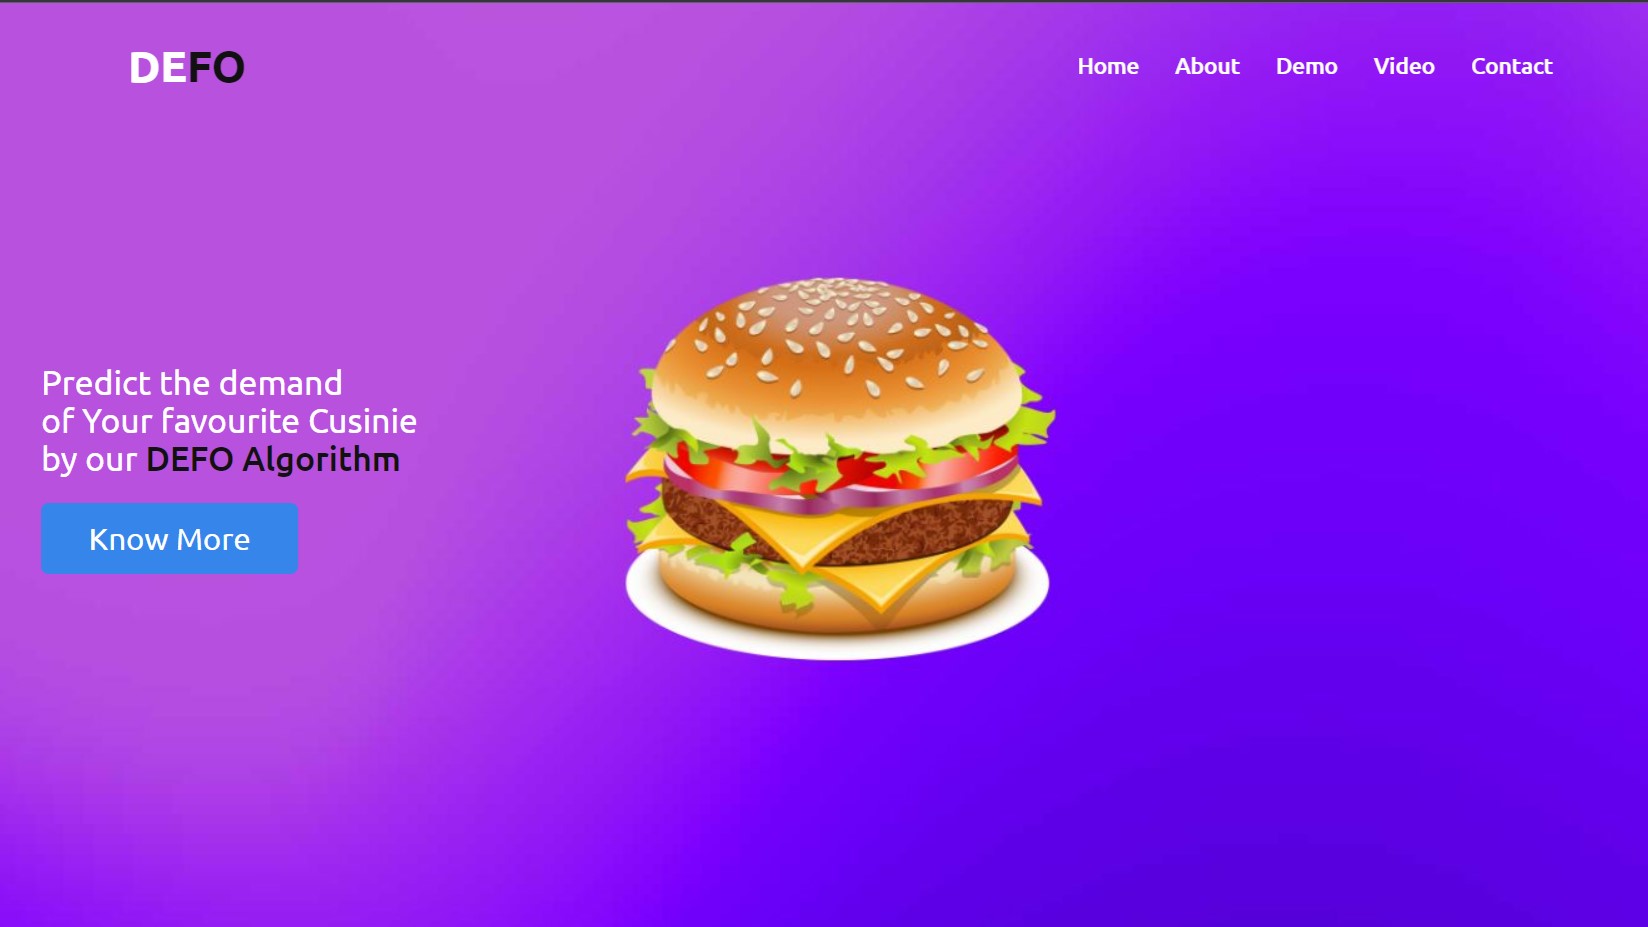 DEFO
Home About Demo Video Contact
Predict the demand
of Your favourite Cusinie
by our DEFO Algorithm
Know More